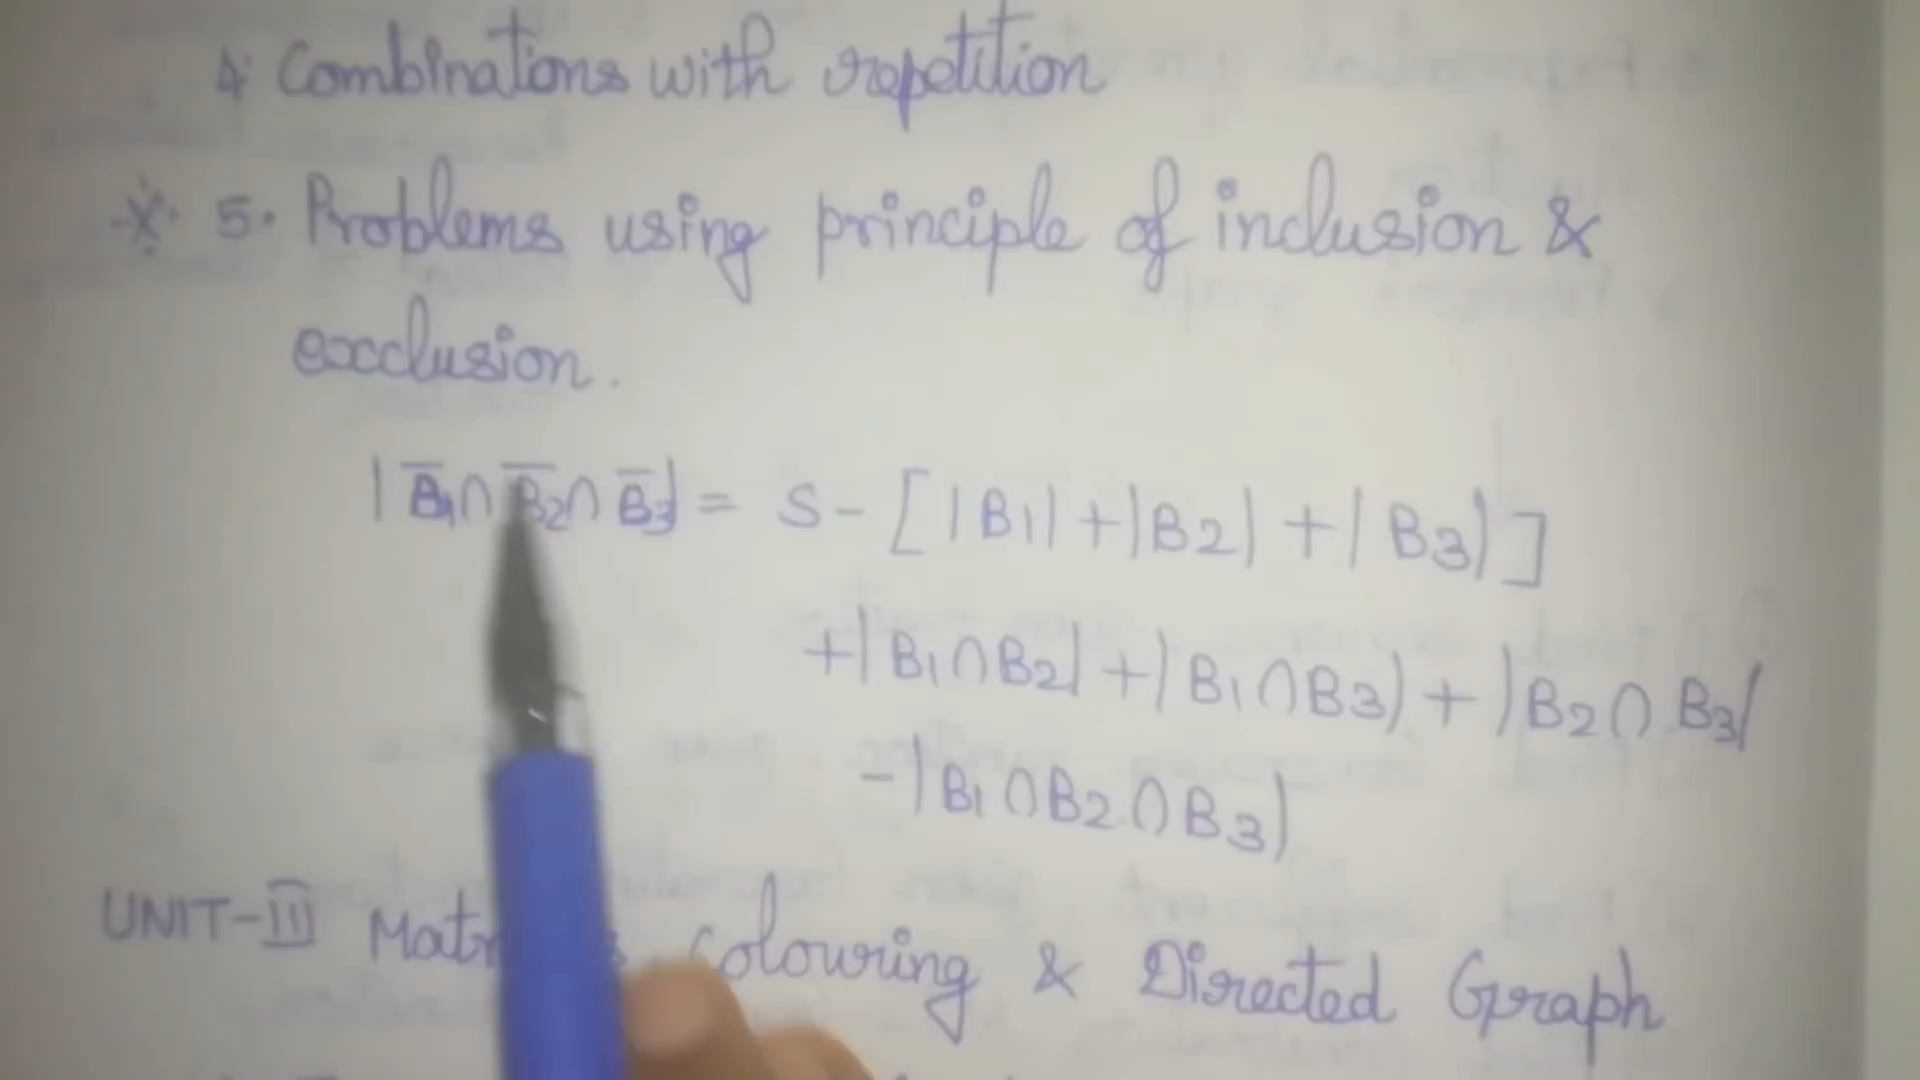 4. Combinations with repetition
* 5. Problems using principle of inclusion &
exclusion.
|B̅1∩B̅2∩B̅3| = S - [|B1|+|B2|+|B3|]
+|B1∩B2|+|B1∩B3|+|B2∩B3|
-|B1∩B2∩B3|
UNIT-III Colouring & Directed Graph